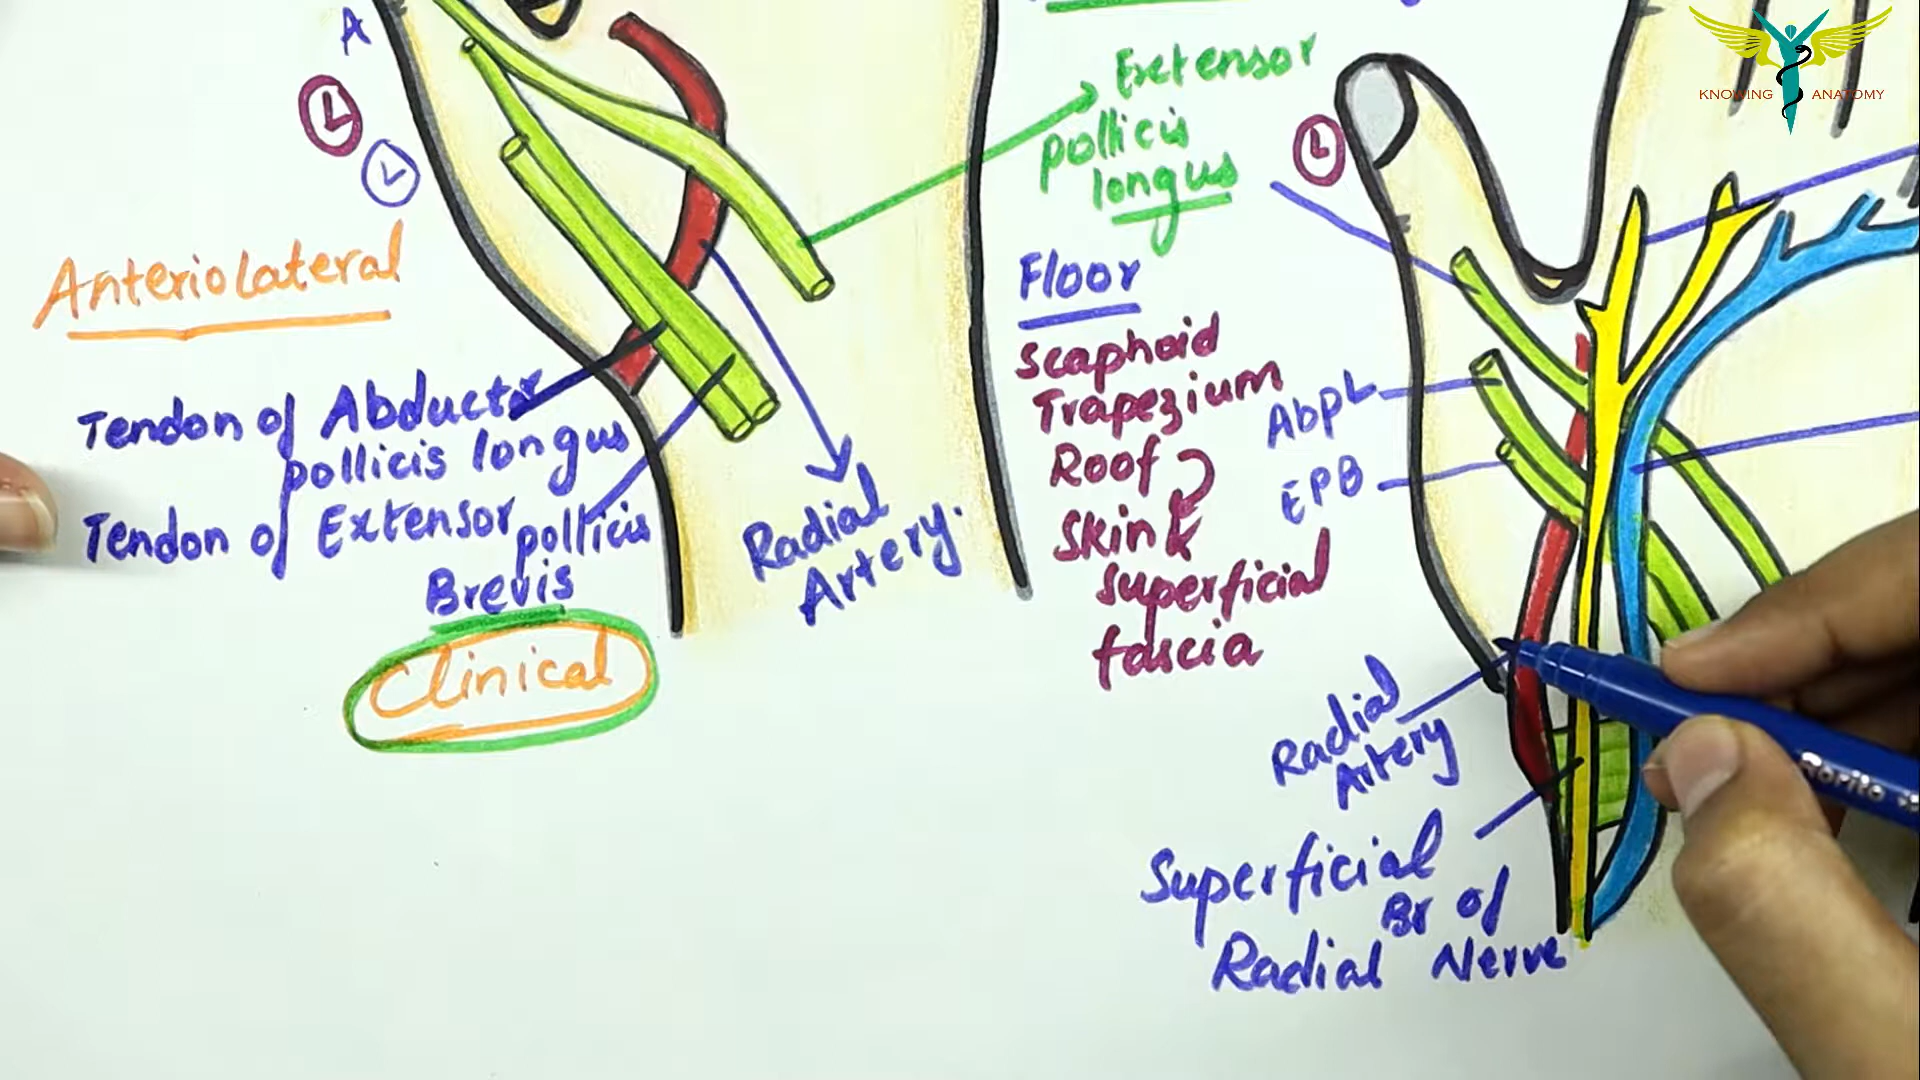 A
L
L
Anteriolateral
Tendon of Abductor
pollicis longus
Tendon of Extensor pollicis
Brevis
Clinical
Radial
Artery.
Extensor
pollicis
longus
Floor
Scaphoid
Trapezium
Roof
Skin &
superficial
fascia
L
AbpL
EPB
Radial
Artery
Superficial
Br of
Radial Nerve
KNOWING ANATOMY